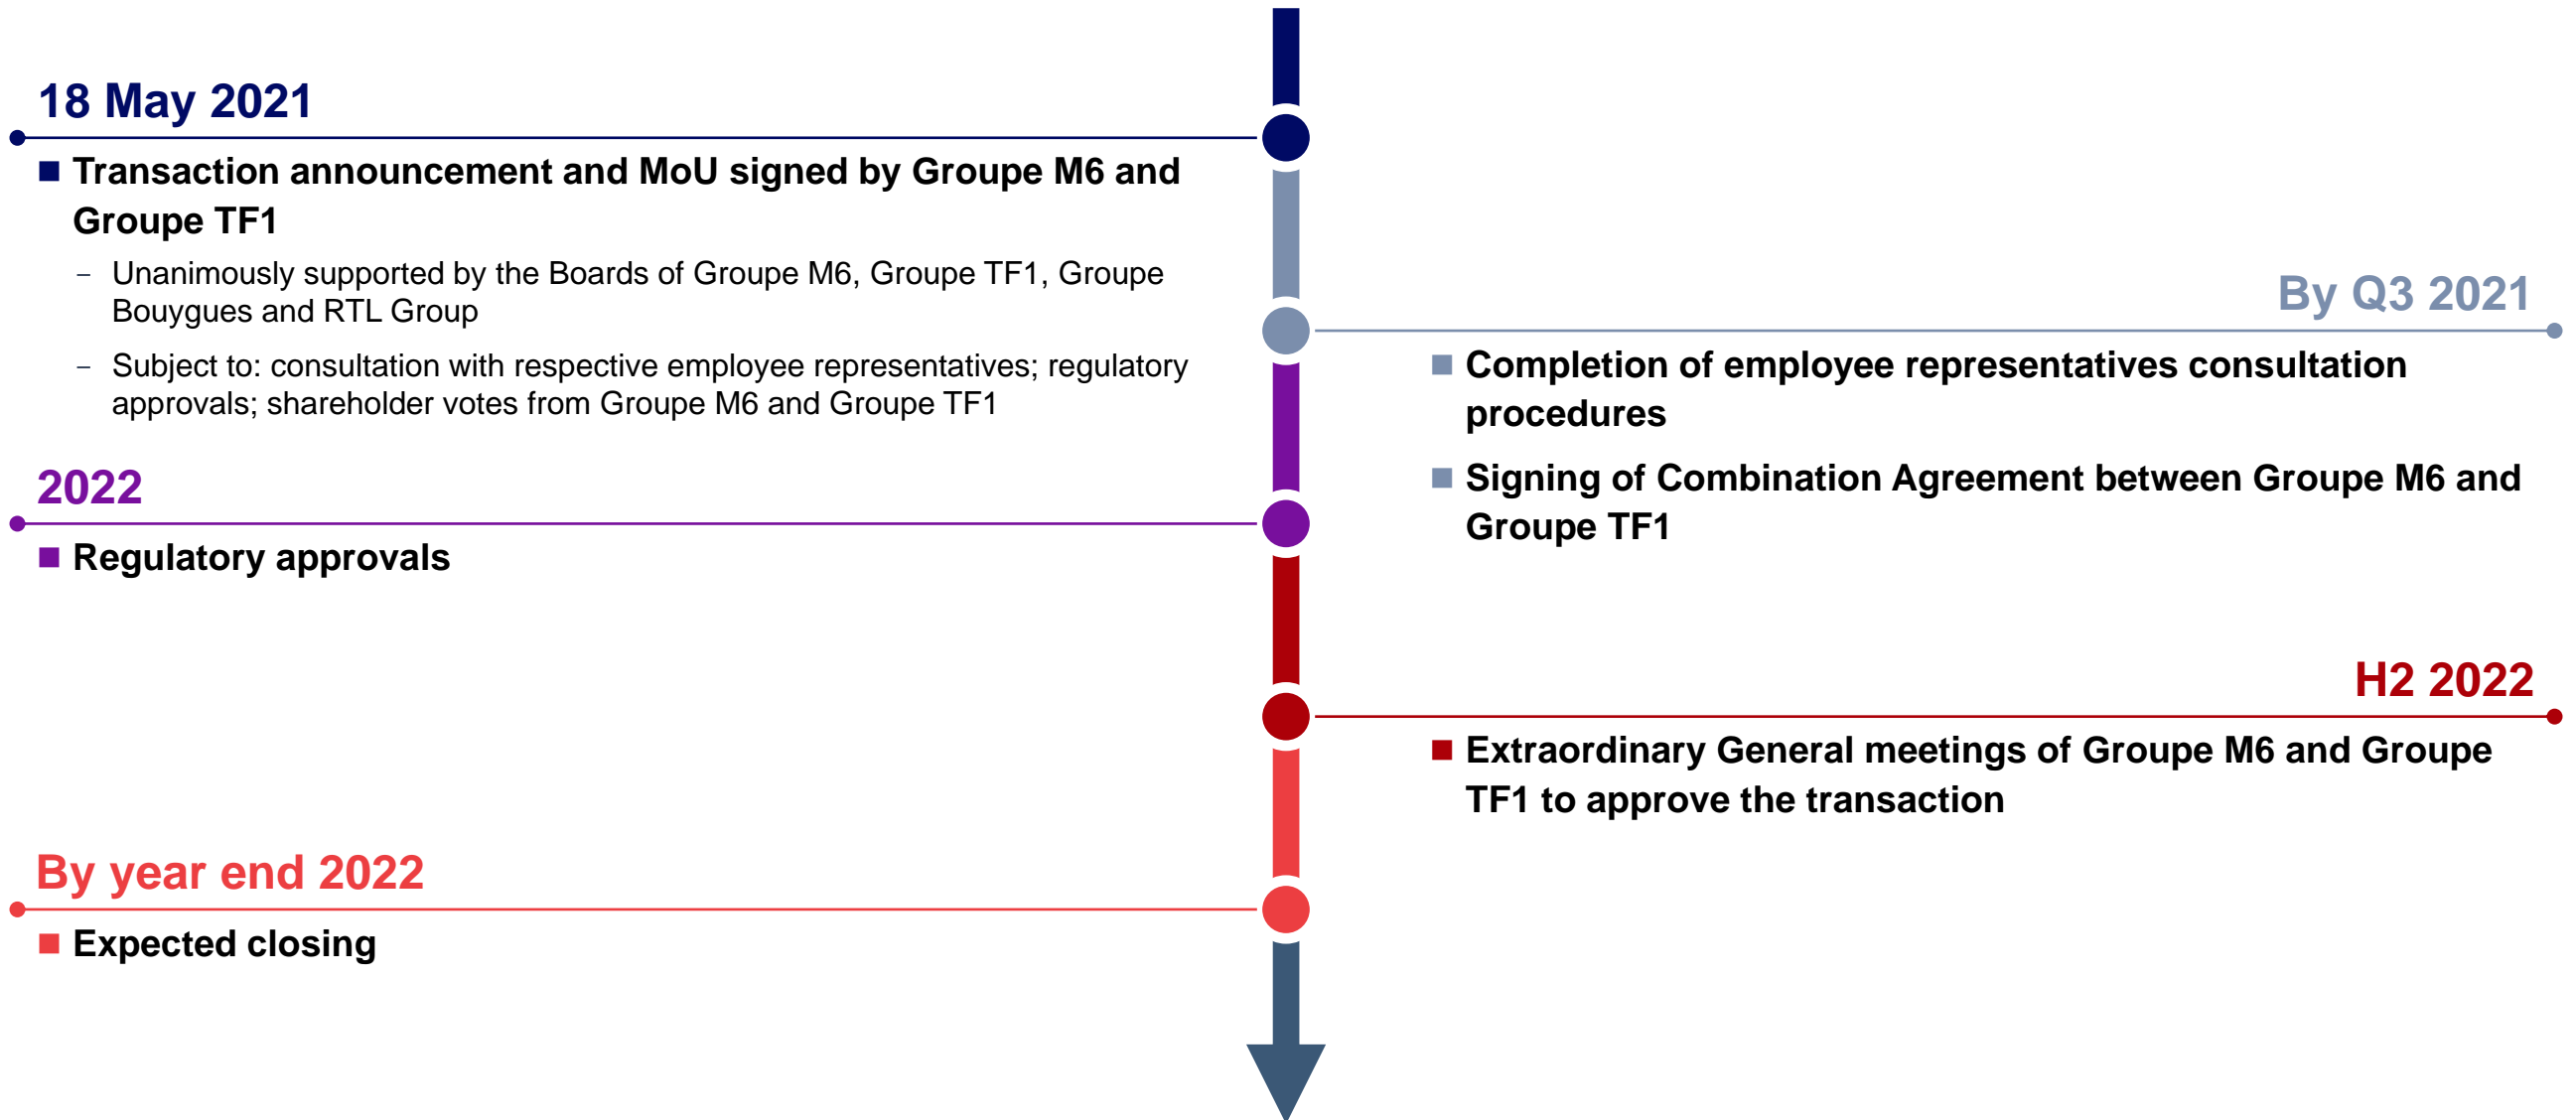 18 May 2021
■ Transaction announcement and MoU signed by Groupe M6 and
Groupe TF1
– Unanimously supported by the Boards of Groupe M6, Groupe TF1, Groupe
Bouygues and RTL Group
– Subject to: consultation with respective employee representatives; regulatory
approvals; shareholder votes from Groupe M6 and Groupe TF1
By Q3 2021
■ Completion of employee representatives consultation
procedures
■ Signing of Combination Agreement between Groupe M6 and
Groupe TF1
2022
■ Regulatory approvals
H2 2022
■ Extraordinary General meetings of Groupe M6 and Groupe
TF1 to approve the transaction
By year end 2022
■ Expected closing